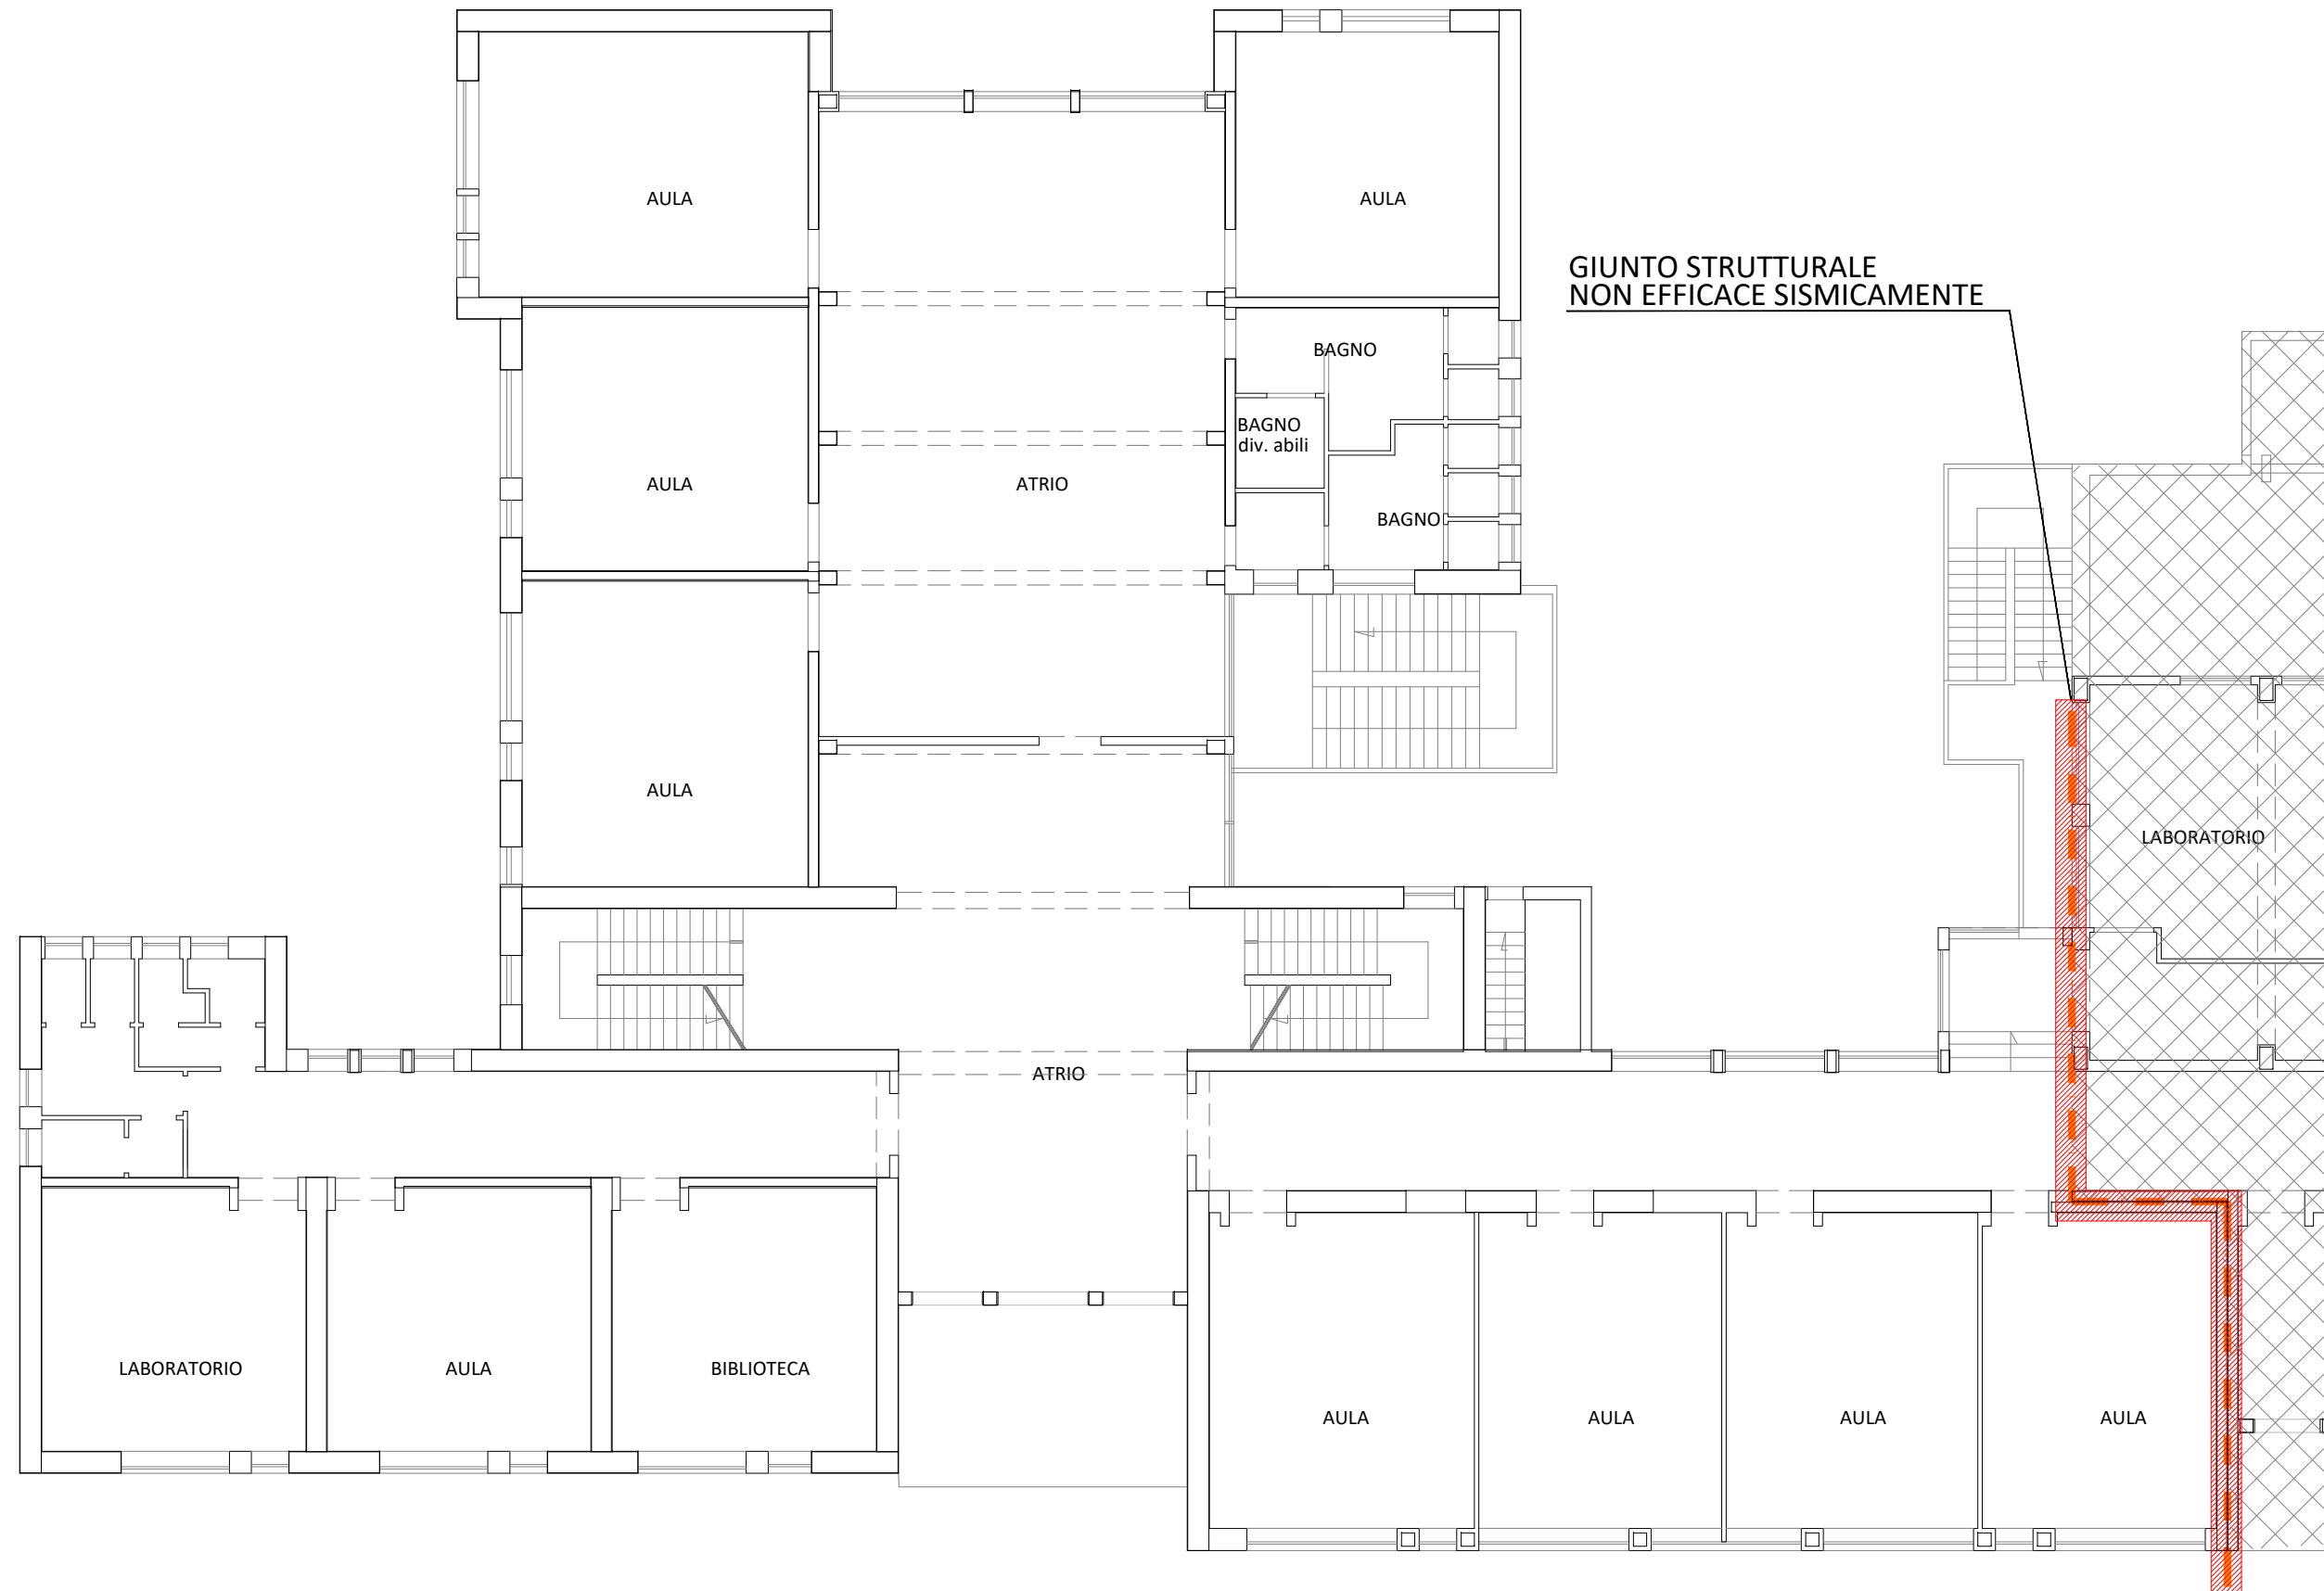 AULA
AULA
GIUNTO STRUTTURALE
NON EFFICACE SISMICAMENTE
BAGNO
BAGNO
div. abili
AULA
ATRIO
BAGNO
AULA
LABORATORIO
ATRIO
LABORATORIO
AULA
BIBLIOTECA
AULA
AULA
AULA
AULA